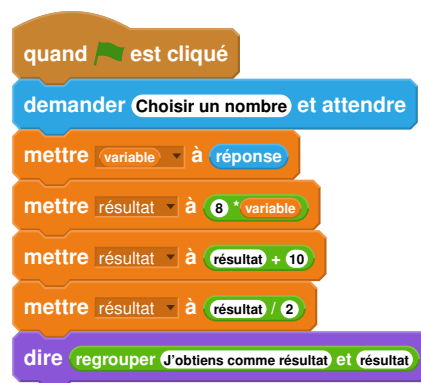 quand est cliqué
demander Choisir un nombre et attendre
mettre variable à réponse
mettre résultat à 8 * variable
mettre résultat à résultat + 10
mettre résultat à résultat / 2
dire regrouper J'obtiens comme résultat et résultat